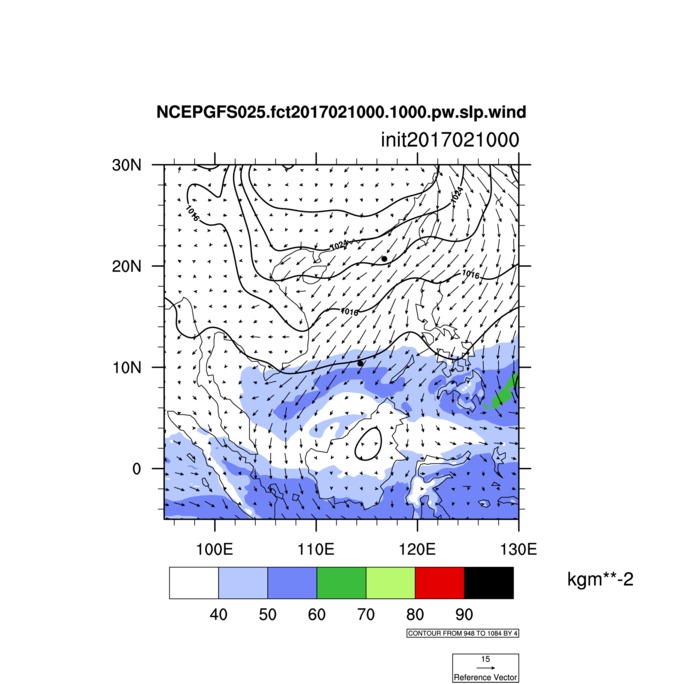 NCEPGFS025.fct2017021000.1000.pw.slp.wind
init2017021000
30N
1024
1016
1024
20N
1016
1016
10N
0
100E 110E 120E 130E
kgm**-2
40 50 60 70 80 90
CONTOUR FROM 948 TO 1084 BY 4
15
Reference Vector